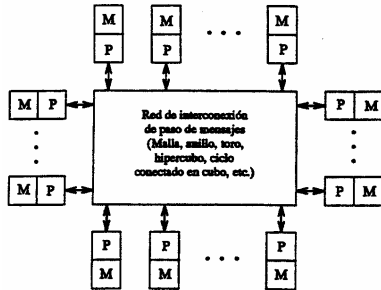 M M M
P P . . . P
M P
P M
Red de interconexión
de paso de mensajes
(Malla, anillo, toro,
hipercubo, ciclo
conectado en cubo, etc.)
M P
P M
P P . . . P
M M M